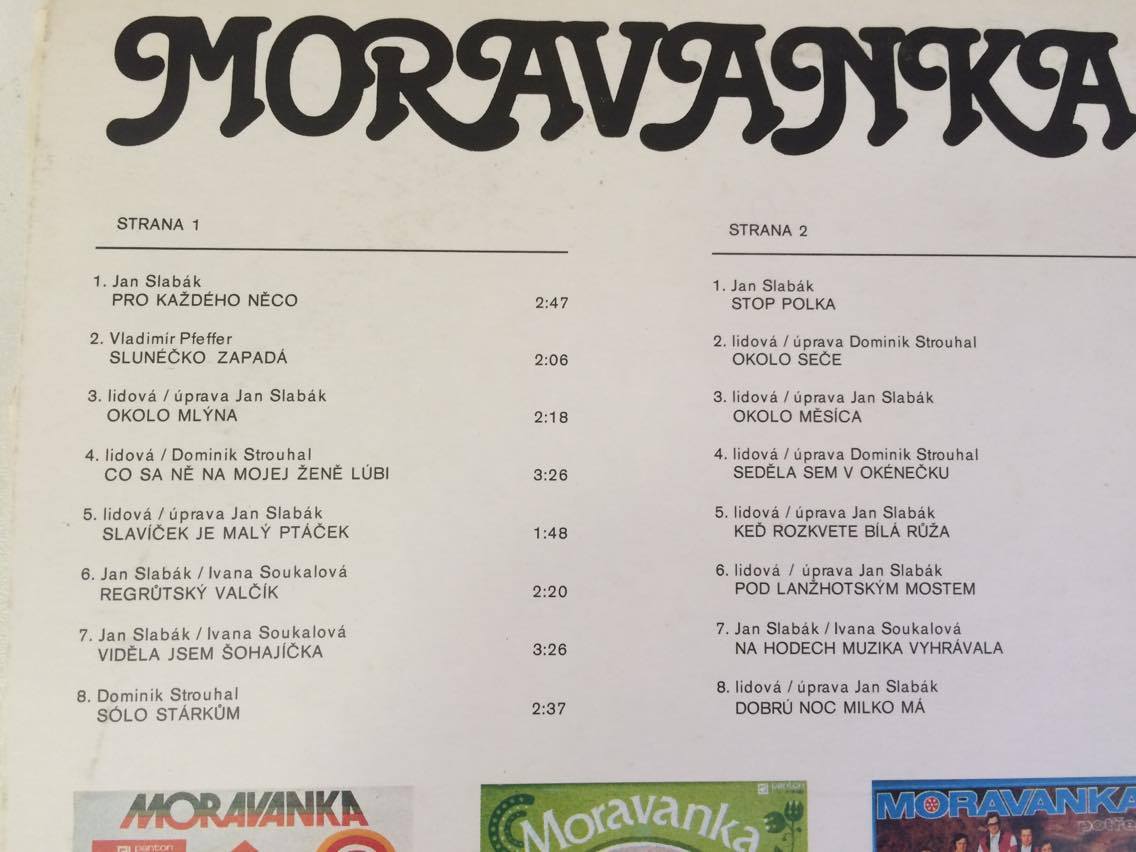 MORAVANKA
STRANA 1
1. Jan Slabák
PRO KAŽDÉHO NĚCO 2:47
2. Vladimír Pfeffer
SLUNÉČKO ZAPADÁ 2:06
3. lidová / úprava Jan Slabák
OKOLO MLÝNA 2:18
4. lidová / Dominik Strouhal
CO SA NĚ NA MOJEJ ŽENĚ LÚBI 3:26
5. lidová / úprava Jan Slabák
SLAVÍČEK JE MALÝ PTÁČEK 1:48
6. Jan Slabák / Ivana Soukalová
REGRŮTSKÝ VALČÍK 2:20
7. Jan Slabák / Ivana Soukalová
VIDĚLA JSEM ŠOHAJÍČKA 3:26
8. Dominik Strouhal
SÓLO STÁRKŮM 2:37
STRANA 2
1. Jan Slabák
STOP POLKA
2. lidová / úprava Dominik Strouhal
OKOLO SEČE
3. lidová / úprava Jan Slabák
OKOLO MĚSÍCA
4. lidová / úprava Dominik Strouhal
SEDĚLA SEM V OKÉNEČKU
5. lidová / úprava Jan Slabák
KEĎ ROZKVETE BÍLÁ RŮŽA
6. lidová / úprava Jan Slabák
POD LANŽHOTSKÝM MOSTEM
7. Jan Slabák / Ivana Soukalová
NA HODECH MUZIKA VYHRÁVALA
8. lidová / úprava Jan Slabák
DOBRÚ NOC MILKO MÁ
MORAVANKA
panton
panton
Moravanka
MORAVANKA